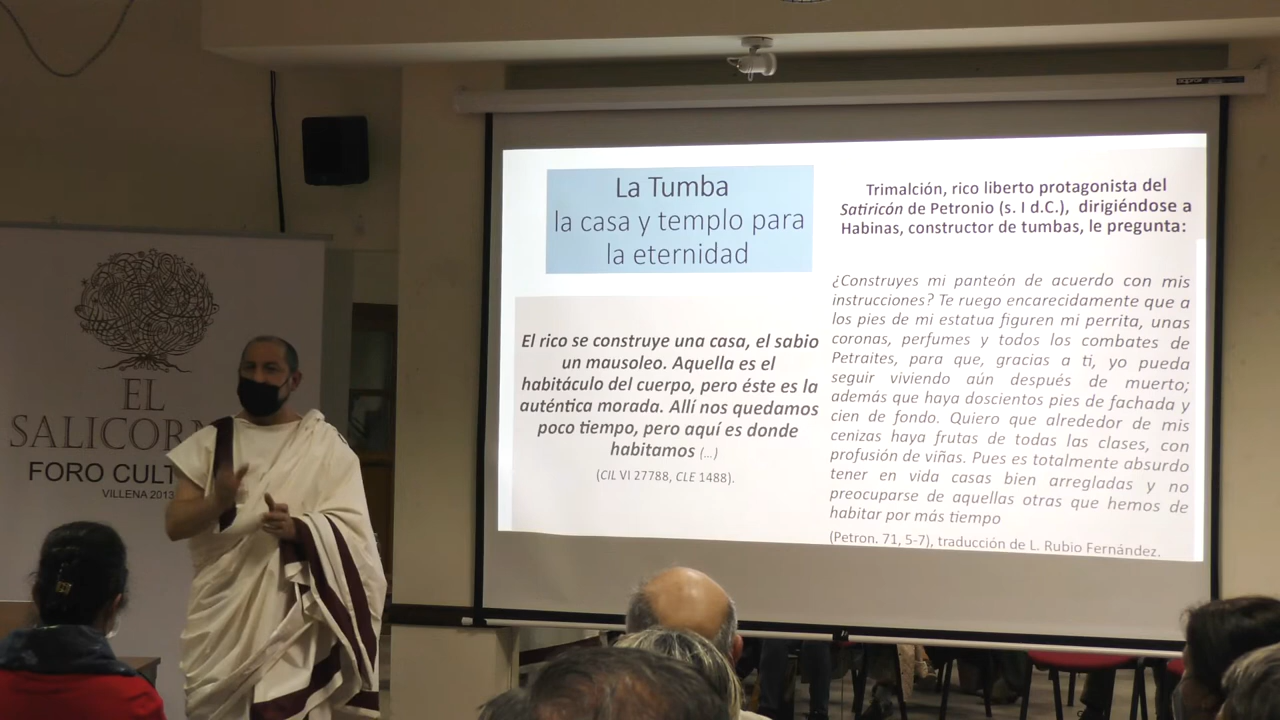 EL
FORO
VILLENA 2013
La Tumba
la casa y templo para
la eternidad
El rico se construye una casa, el sabio
un mausoleo. Aquella es el
habitáculo del cuerpo, pero éste es la
auténtica morada. Allí nos quedamos
poco tiempo, pero aquí es donde
habitamos (...)
(CIL VI 27788, CLE 1488).
Trimalción, rico liberto protagonista del
Satiricón de Petronio (s. I d.C.), dirigiéndose a
Habinas, constructor de tumbas, le pregunta:
¿Construyes mi panteón de acuerdo con mis
instrucciones? Te ruego encarecidamente que a
los pies de mi estatua figuren mi perrita, unas
coronas, perfumes y todos los combates de
Petraites, para que, gracias a ti, yo pueda
seguir viviendo aún después de muerto;
además que haya doscientos pies de fachada y
cien de fondo. Quiero que alrededor de mis
cenizas haya frutas de todas las clases, con
profusión de viñas. Pues es totalmente absurdo
tener en vida casas bien arregladas y no
preocuparse de aquellas otras que hemos de
habitar por más tiempo
(Petron. 71, 5-7), traducción de L. Rubio Fernández.